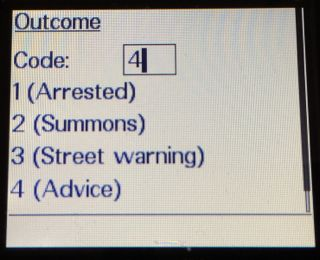 Outcome
Code: 4
1 (Arrested)
2 (Summons)
3 (Street warning)
4 (Advice)